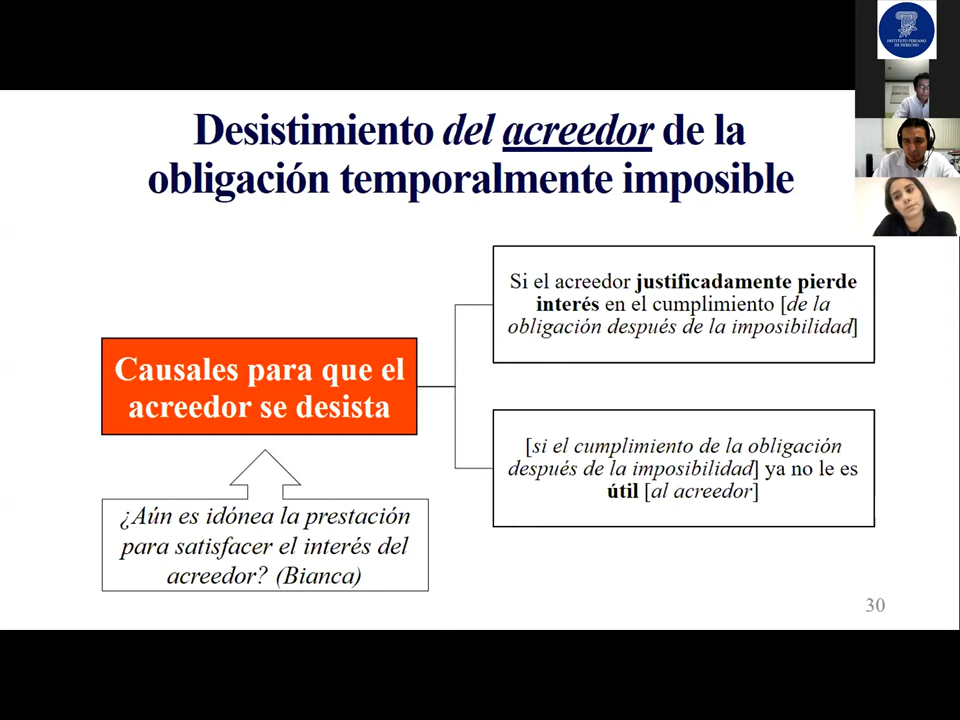 Desistimiento del acreedor de la
obligación temporalmente imposible
Si el acreedor justificadamente pierde
interés en el cumplimiento [de la
obligación después de la imposibilidad]
Causales para que el
acreedor se desista
[si el cumplimiento de la obligación
después de la imposibilidad] ya no le es
útil [al acreedor]
¿Aún es idónea la prestación
para satisfacer el interés del
acreedor? (Bianca)
30
INSTITUTO PERUANO
DE DERECHO